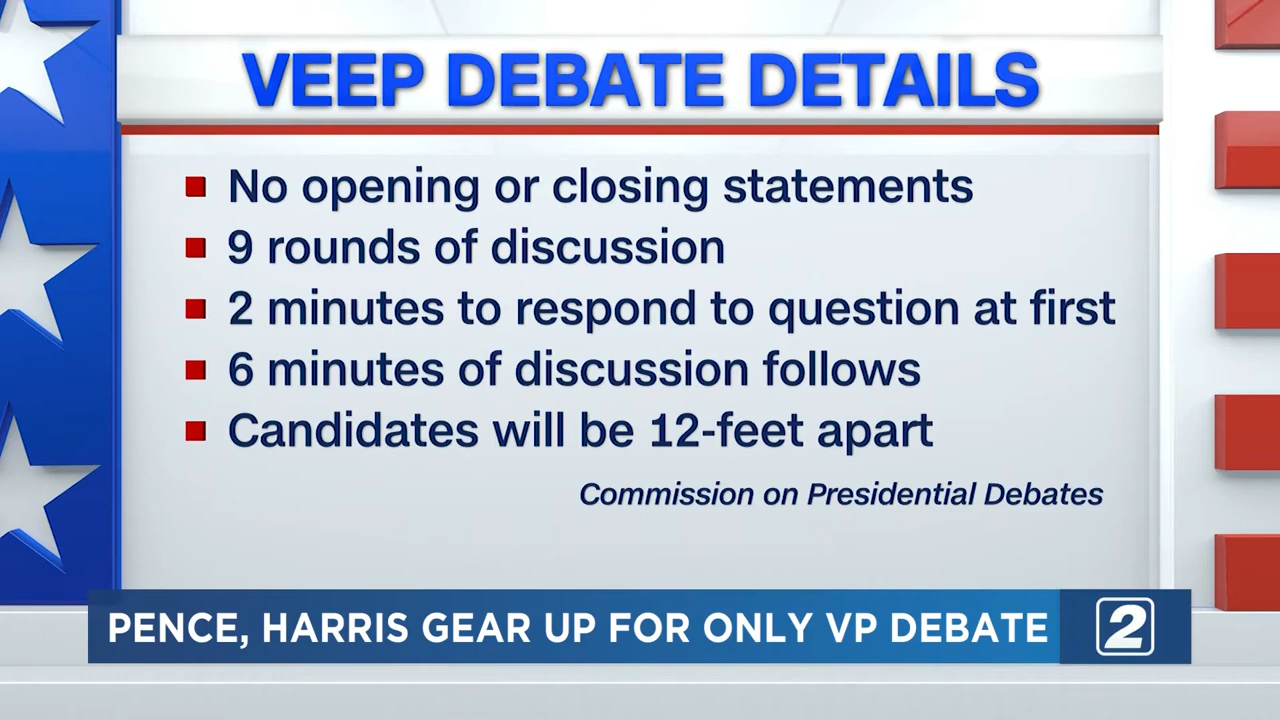 VEEP DEBATE DETAILS
No opening or closing statements
9 rounds of discussion
2 minutes to respond to question at first
6 minutes of discussion follows
Candidates will be 12-feet apart
Commission on Presidential Debates
PENCE, HARRIS GEAR UP FOR ONLY VP DEBATE
2